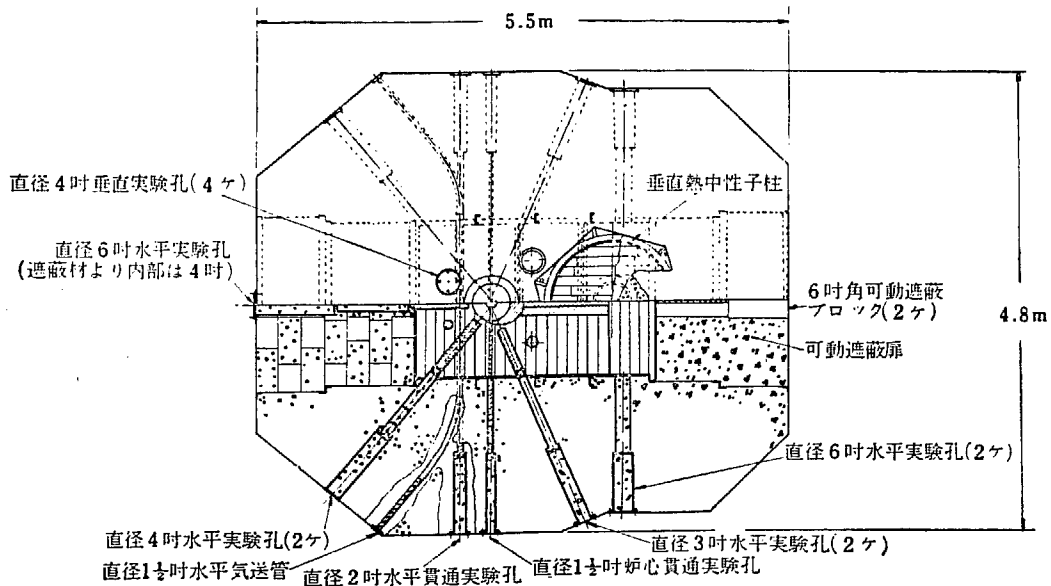 5.5m
直径4吋垂直実験孔(4ヶ)
垂直熱中性子柱
直径6吋水平実験孔
(遮蔽材より内部は4吋)
6吋角可動遮蔽
ブロック(2ヶ)
4.8m
可動遮蔽扉
直径6吋水平実験孔(2ヶ)
直径4吋水平実験孔(2ヶ)
直径3吋水平実験孔(2ヶ)
直径1½吋水平気送管
直径2吋水平貫通実験孔
直径1½吋炉心貫通実験孔